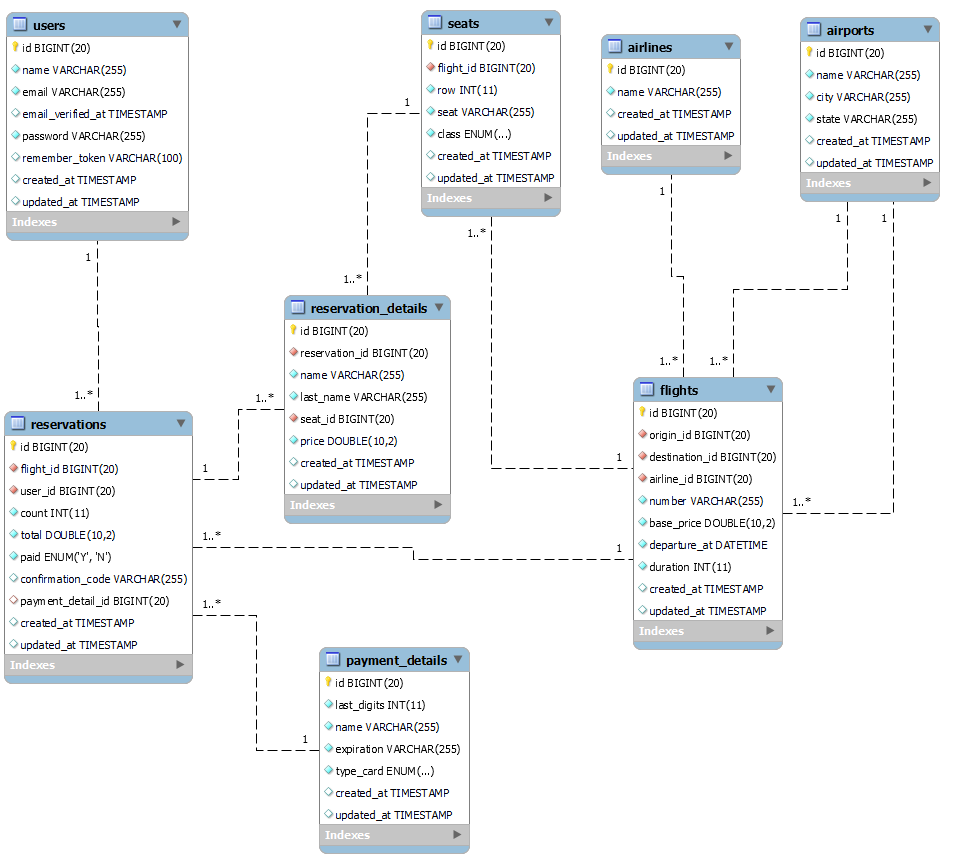 users
id BIGINT(20)
name VARCHAR(255)
email VARCHAR(255)
email_verified_at TIMESTAMP
password VARCHAR(255)
remember_token VARCHAR(100)
created_at TIMESTAMP
updated_at TIMESTAMP
Indexes
seats
id BIGINT(20)
flight_id BIGINT(20)
row INT(11)
seat VARCHAR(255)
class ENUM(...)
created_at TIMESTAMP
updated_at TIMESTAMP
Indexes
airlines
id BIGINT(20)
name VARCHAR(255)
created_at TIMESTAMP
updated_at TIMESTAMP
Indexes
airports
id BIGINT(20)
name VARCHAR(255)
city VARCHAR(255)
state VARCHAR(255)
created_at TIMESTAMP
updated_at TIMESTAMP
Indexes
1
1..*
1
1..*
1..*
1
1
1..*
1
1..*
1
1..*
reservation_details
id BIGINT(20)
reservation_id BIGINT(20)
name VARCHAR(255)
last_name VARCHAR(255)
seat_id BIGINT(20)
price DOUBLE(10,2)
created_at TIMESTAMP
updated_at TIMESTAMP
Indexes
1..*
1
reservations
id BIGINT(20)
flight_id BIGINT(20)
user_id BIGINT(20)
count INT(11)
total DOUBLE(10,2)
paid ENUM('Y', 'N')
confirmation_code VARCHAR(255)
payment_detail_id BIGINT(20)
created_at TIMESTAMP
updated_at TIMESTAMP
Indexes
1..*
1
1..*
1
flights
id BIGINT(20)
origin_id BIGINT(20)
destination_id BIGINT(20)
airline_id BIGINT(20)
number VARCHAR(255)
base_price DOUBLE(10,2)
departure_at DATETIME
duration INT(11)
created_at TIMESTAMP
updated_at TIMESTAMP
Indexes
payment_details
id BIGINT(20)
last_digits INT(11)
name VARCHAR(255)
expiration VARCHAR(255)
type_card ENUM(...)
created_at TIMESTAMP
updated_at TIMESTAMP
Indexes